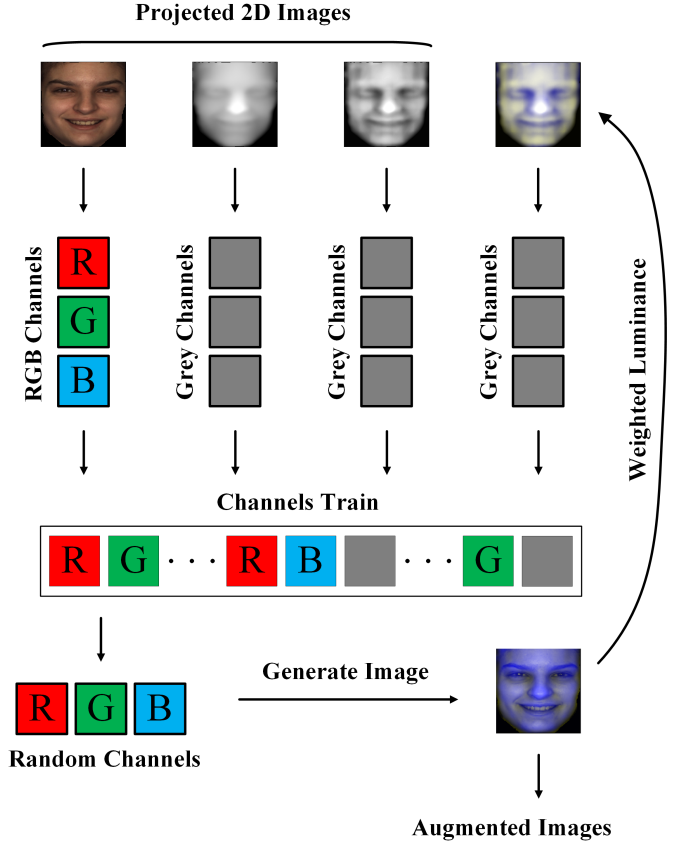 Projected 2D Images
RGB Channels
R
G
B
Grey Channels
Grey Channels
Grey Channels
Weighted Luminance
Channels Train
R G . . . R B . . . G
R G B
Random Channels
Generate Image
Augmented Images